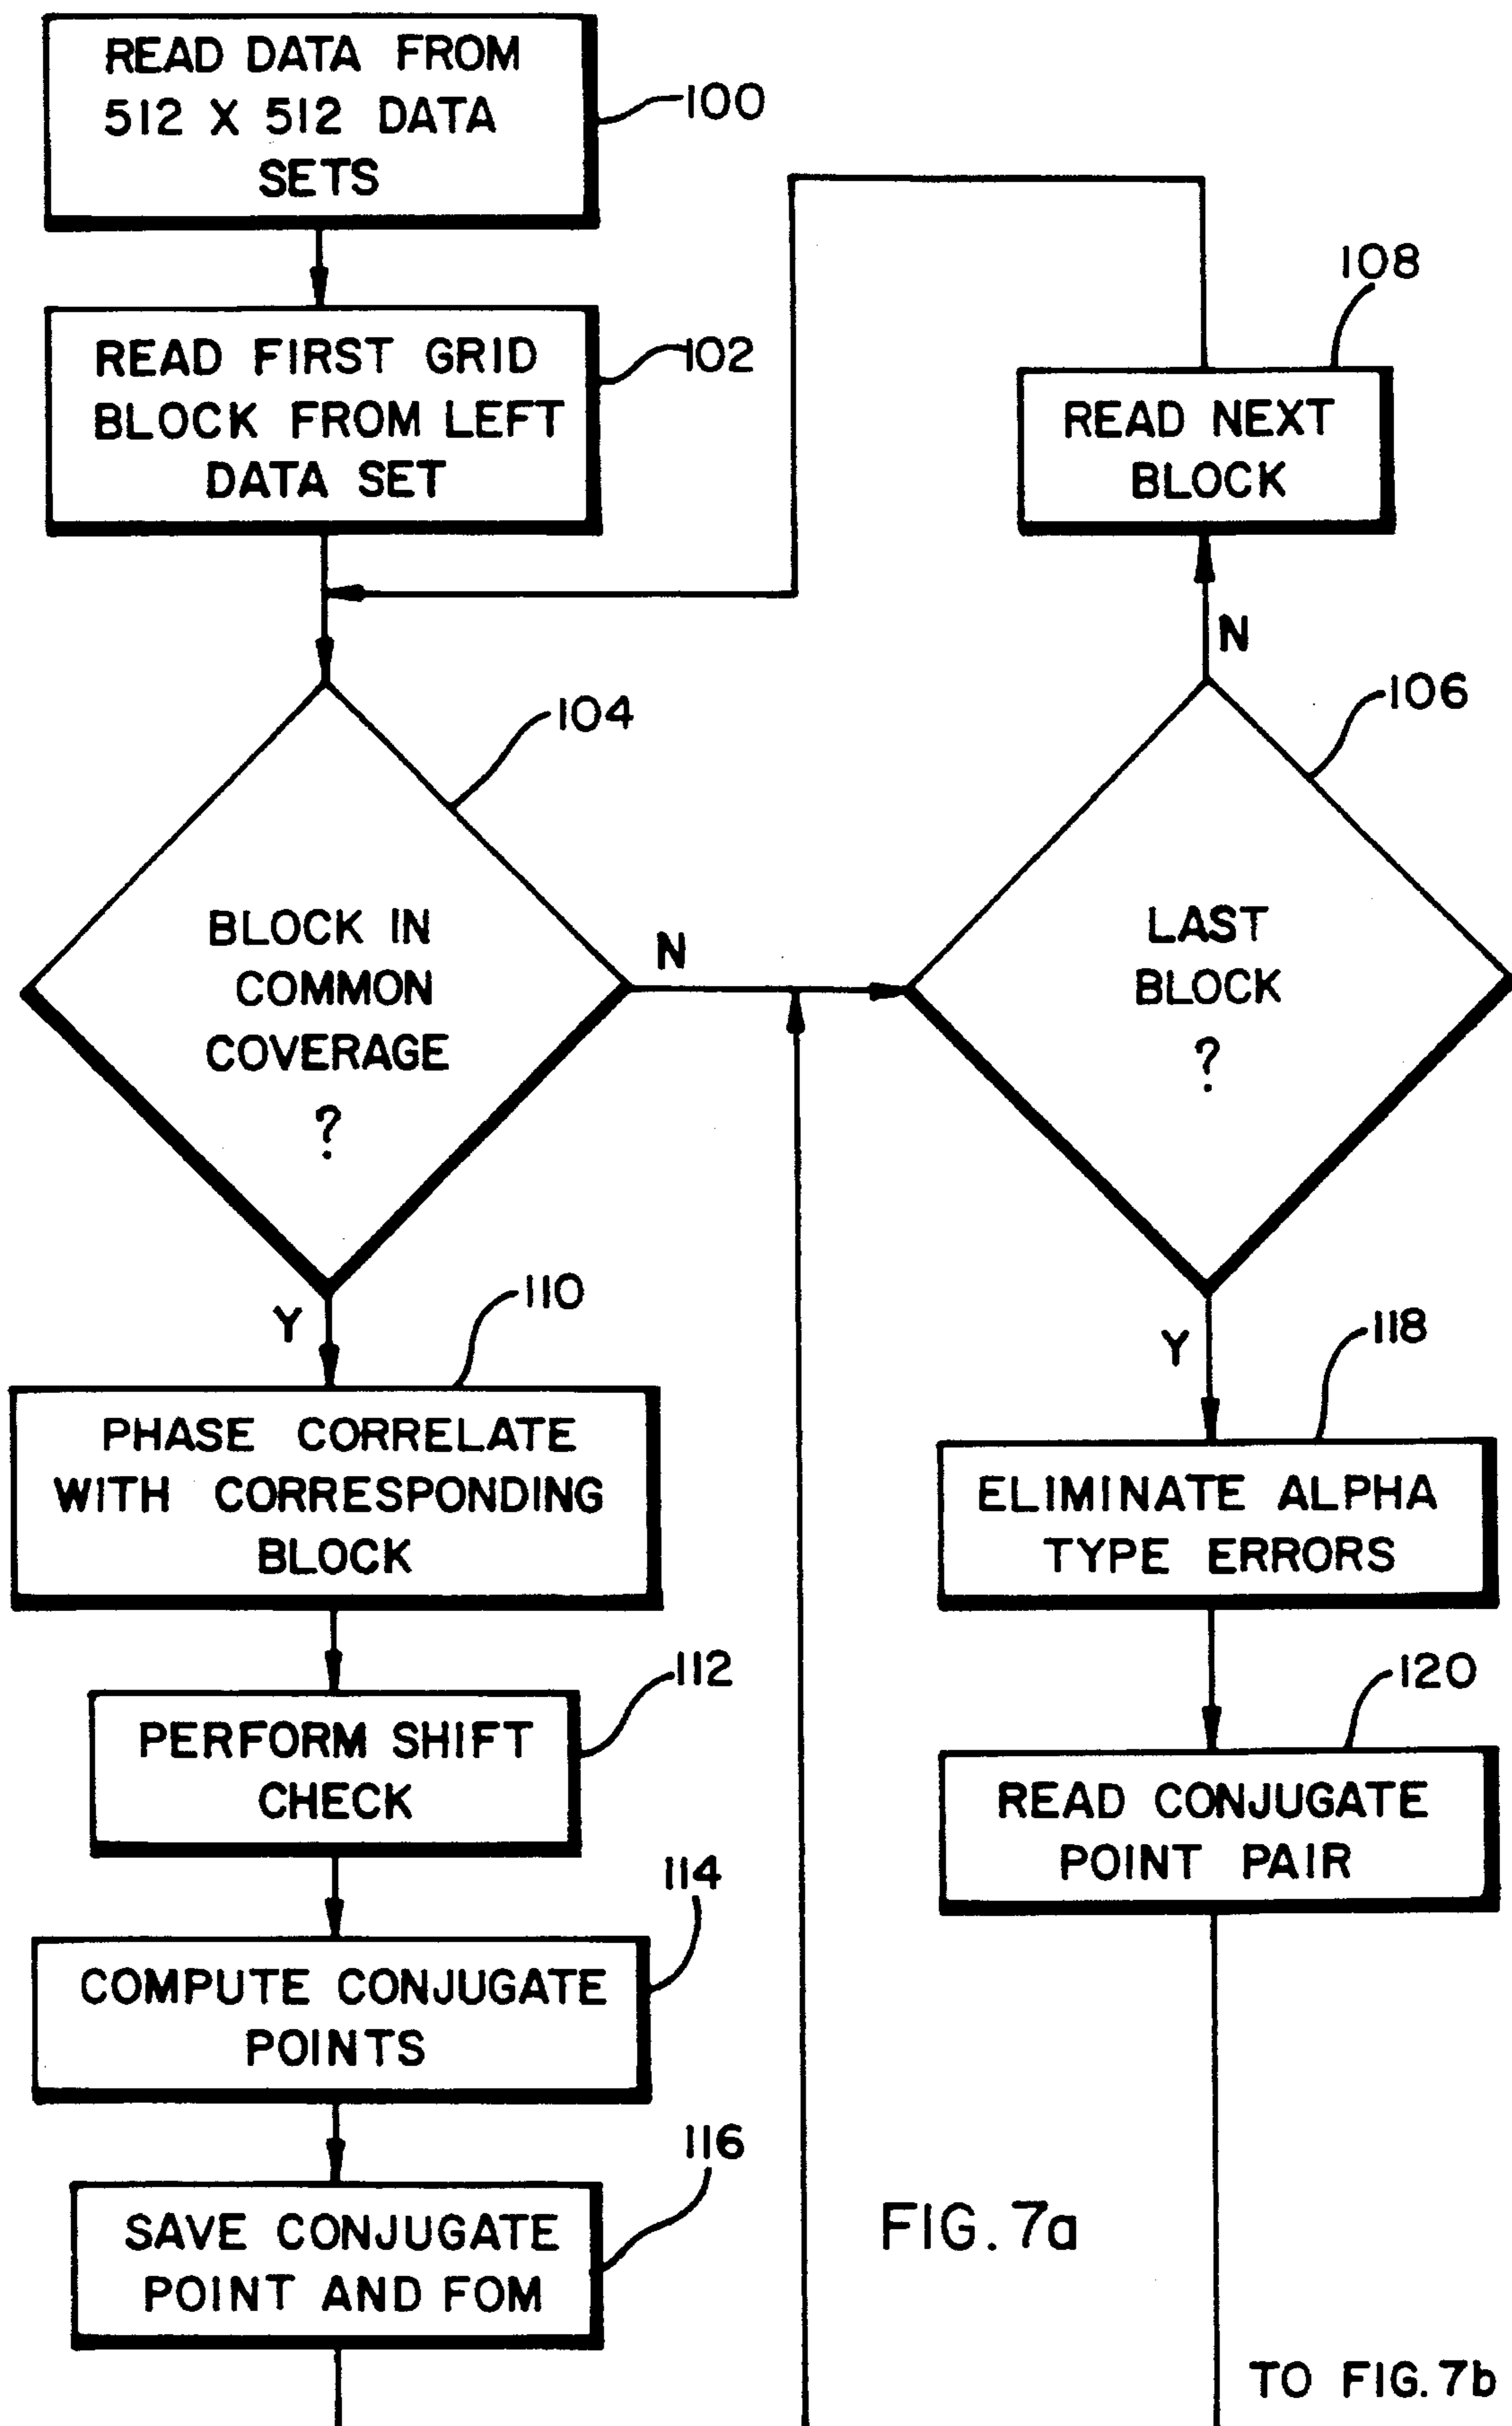 READ DATA FROM
512 X 512 DATA
SETS
100
READ FIRST GRID
BLOCK FROM LEFT
DATA SET
102
108
READ NEXT
BLOCK
N
104
BLOCK IN
COMMON
COVERAGE
?
N
106
LAST
BLOCK
?
Y
110
PHASE CORRELATE
WITH CORRESPONDING
BLOCK
Y
118
ELIMINATE ALPHA
TYPE ERRORS
112
PERFORM SHIFT
CHECK
120
READ CONJUGATE
POINT PAIR
114
COMPUTE CONJUGATE
POINTS
116
SAVE CONJUGATE
POINT AND FOM
FIG. 7a
TO FIG. 7b